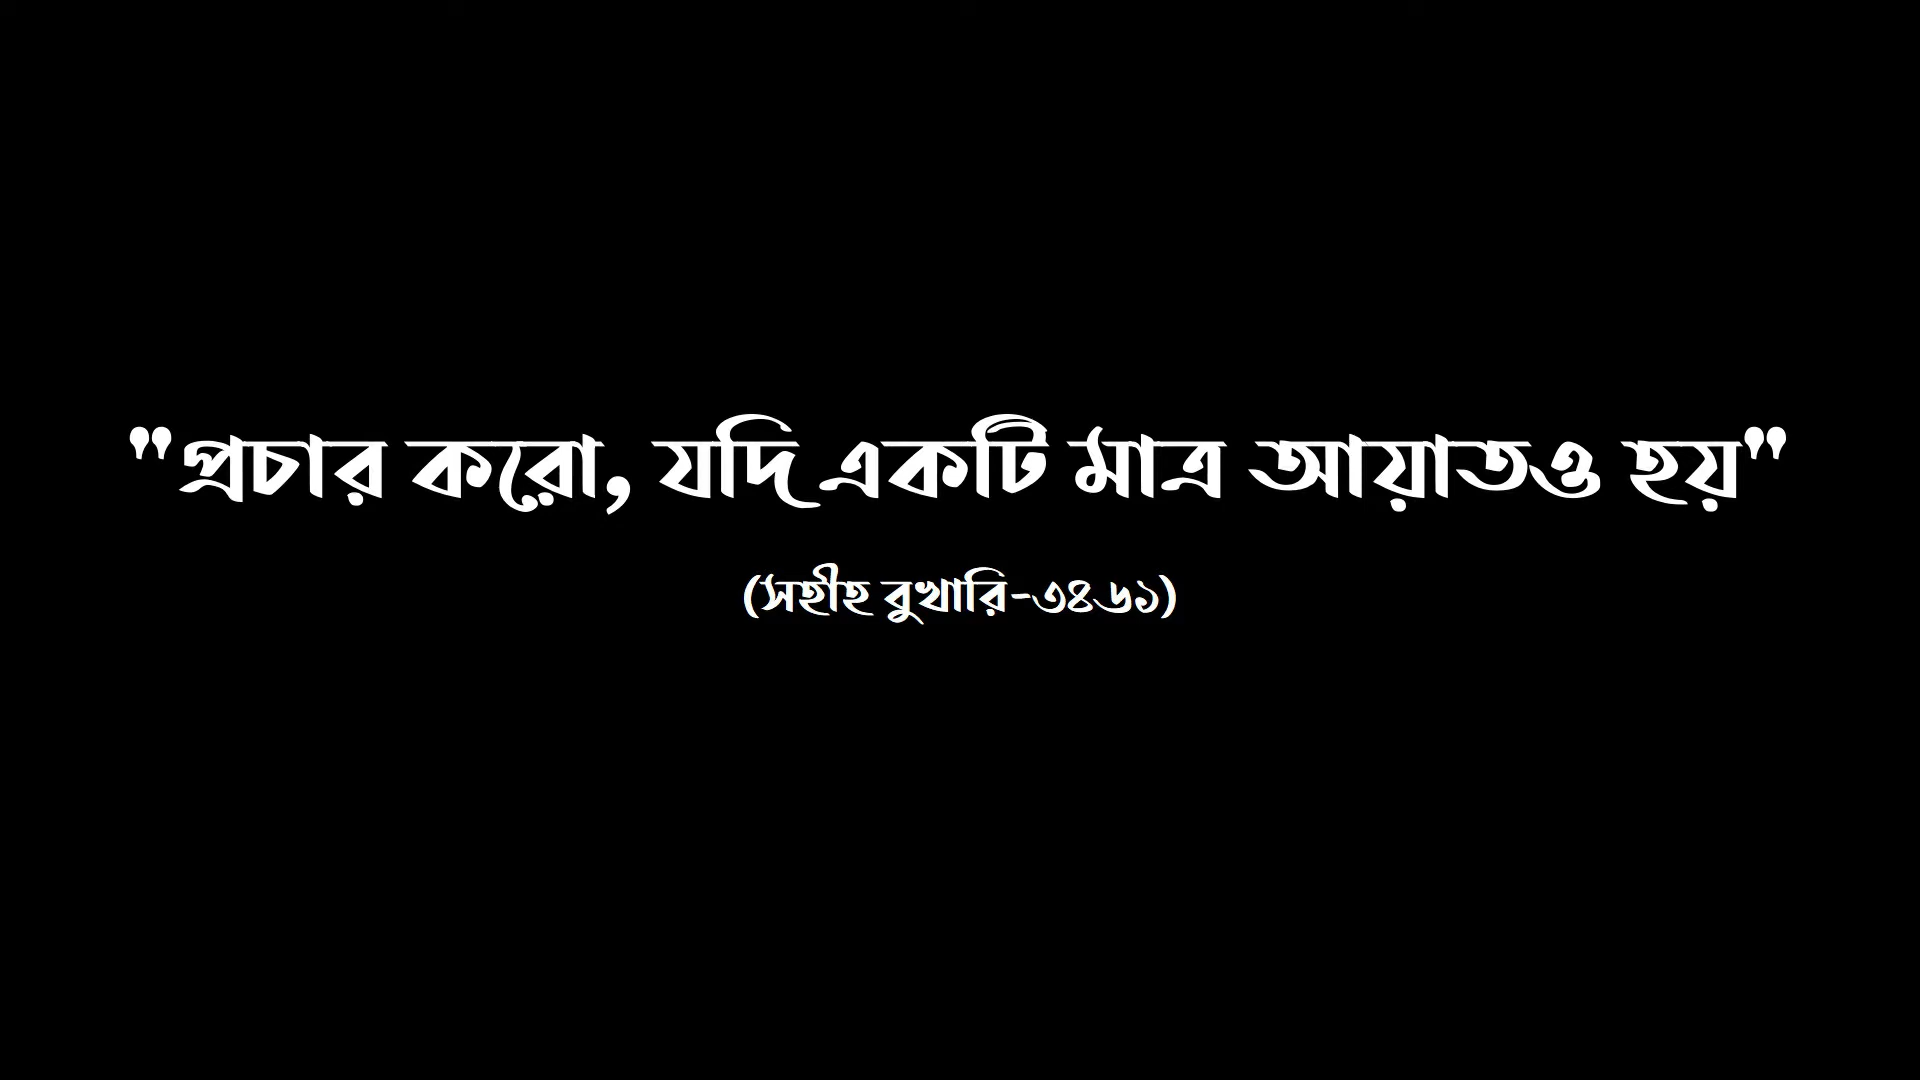 "প্রচার করো, যদি একটি মাত্র আয়াতও হয়"
(সহীহ বুখারি-৩৪৬১)